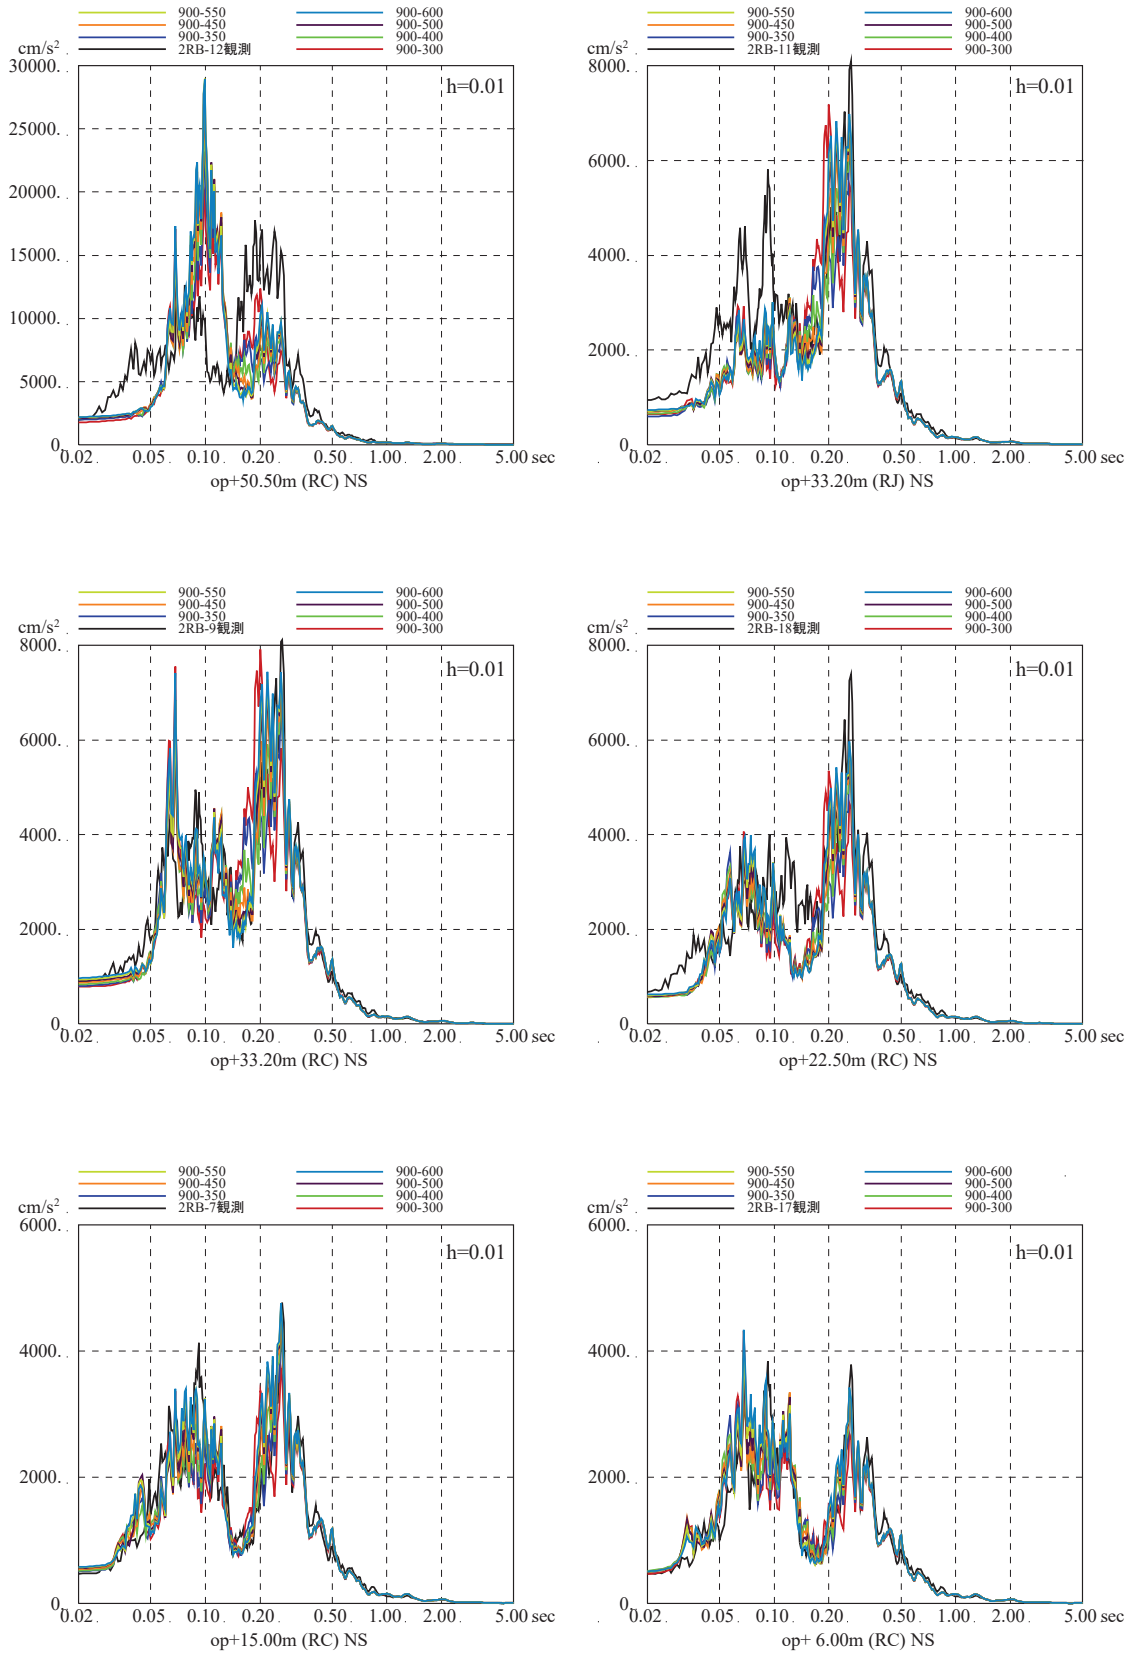 900-550 900-600
900-450 900-500
900-350 900-400
2RB-12観測 900-300
cm/s²
h=0.01
30000.
25000.
20000.
15000.
10000.
5000.
0.
0.02 0.05 0.10 0.20 0.50 1.00 2.00 5.00 sec
op+50.50m (RC) NS
900-550 900-600
900-450 900-500
900-350 900-400
2RB-11観測 900-300
cm/s²
h=0.01
8000.
6000.
4000.
2000.
0.
0.02 0.05 0.10 0.20 0.50 1.00 2.00 5.00 sec
op+33.20m (RJ) NS
900-550 900-600
900-450 900-500
900-350 900-400
2RB-9観測 900-300
cm/s²
h=0.01
8000.
6000.
4000.
2000.
0.
0.02 0.05 0.10 0.20 0.50 1.00 2.00 5.00 sec
op+33.20m (RC) NS
900-550 900-600
900-450 900-500
900-350 900-400
2RB-18観測 900-300
cm/s²
h=0.01
8000.
6000.
4000.
2000.
0.
0.02 0.05 0.10 0.20 0.50 1.00 2.00 5.00 sec
op+22.50m (RC) NS
900-550 900-600
900-450 900-500
900-350 900-400
2RB-7観測 900-300
cm/s²
h=0.01
6000.
4000.
2000.
0.
0.02 0.05 0.10 0.20 0.50 1.00 2.00 5.00 sec
op+15.00m (RC) NS
900-550 900-600
900-450 900-500
900-350 900-400
2RB-17観測 900-300
cm/s²
h=0.01
6000.
4000.
2000.
0.
0.02 0.05 0.10 0.20 0.50 1.00 2.00 5.00 sec
op+ 6.00m (RC) NS